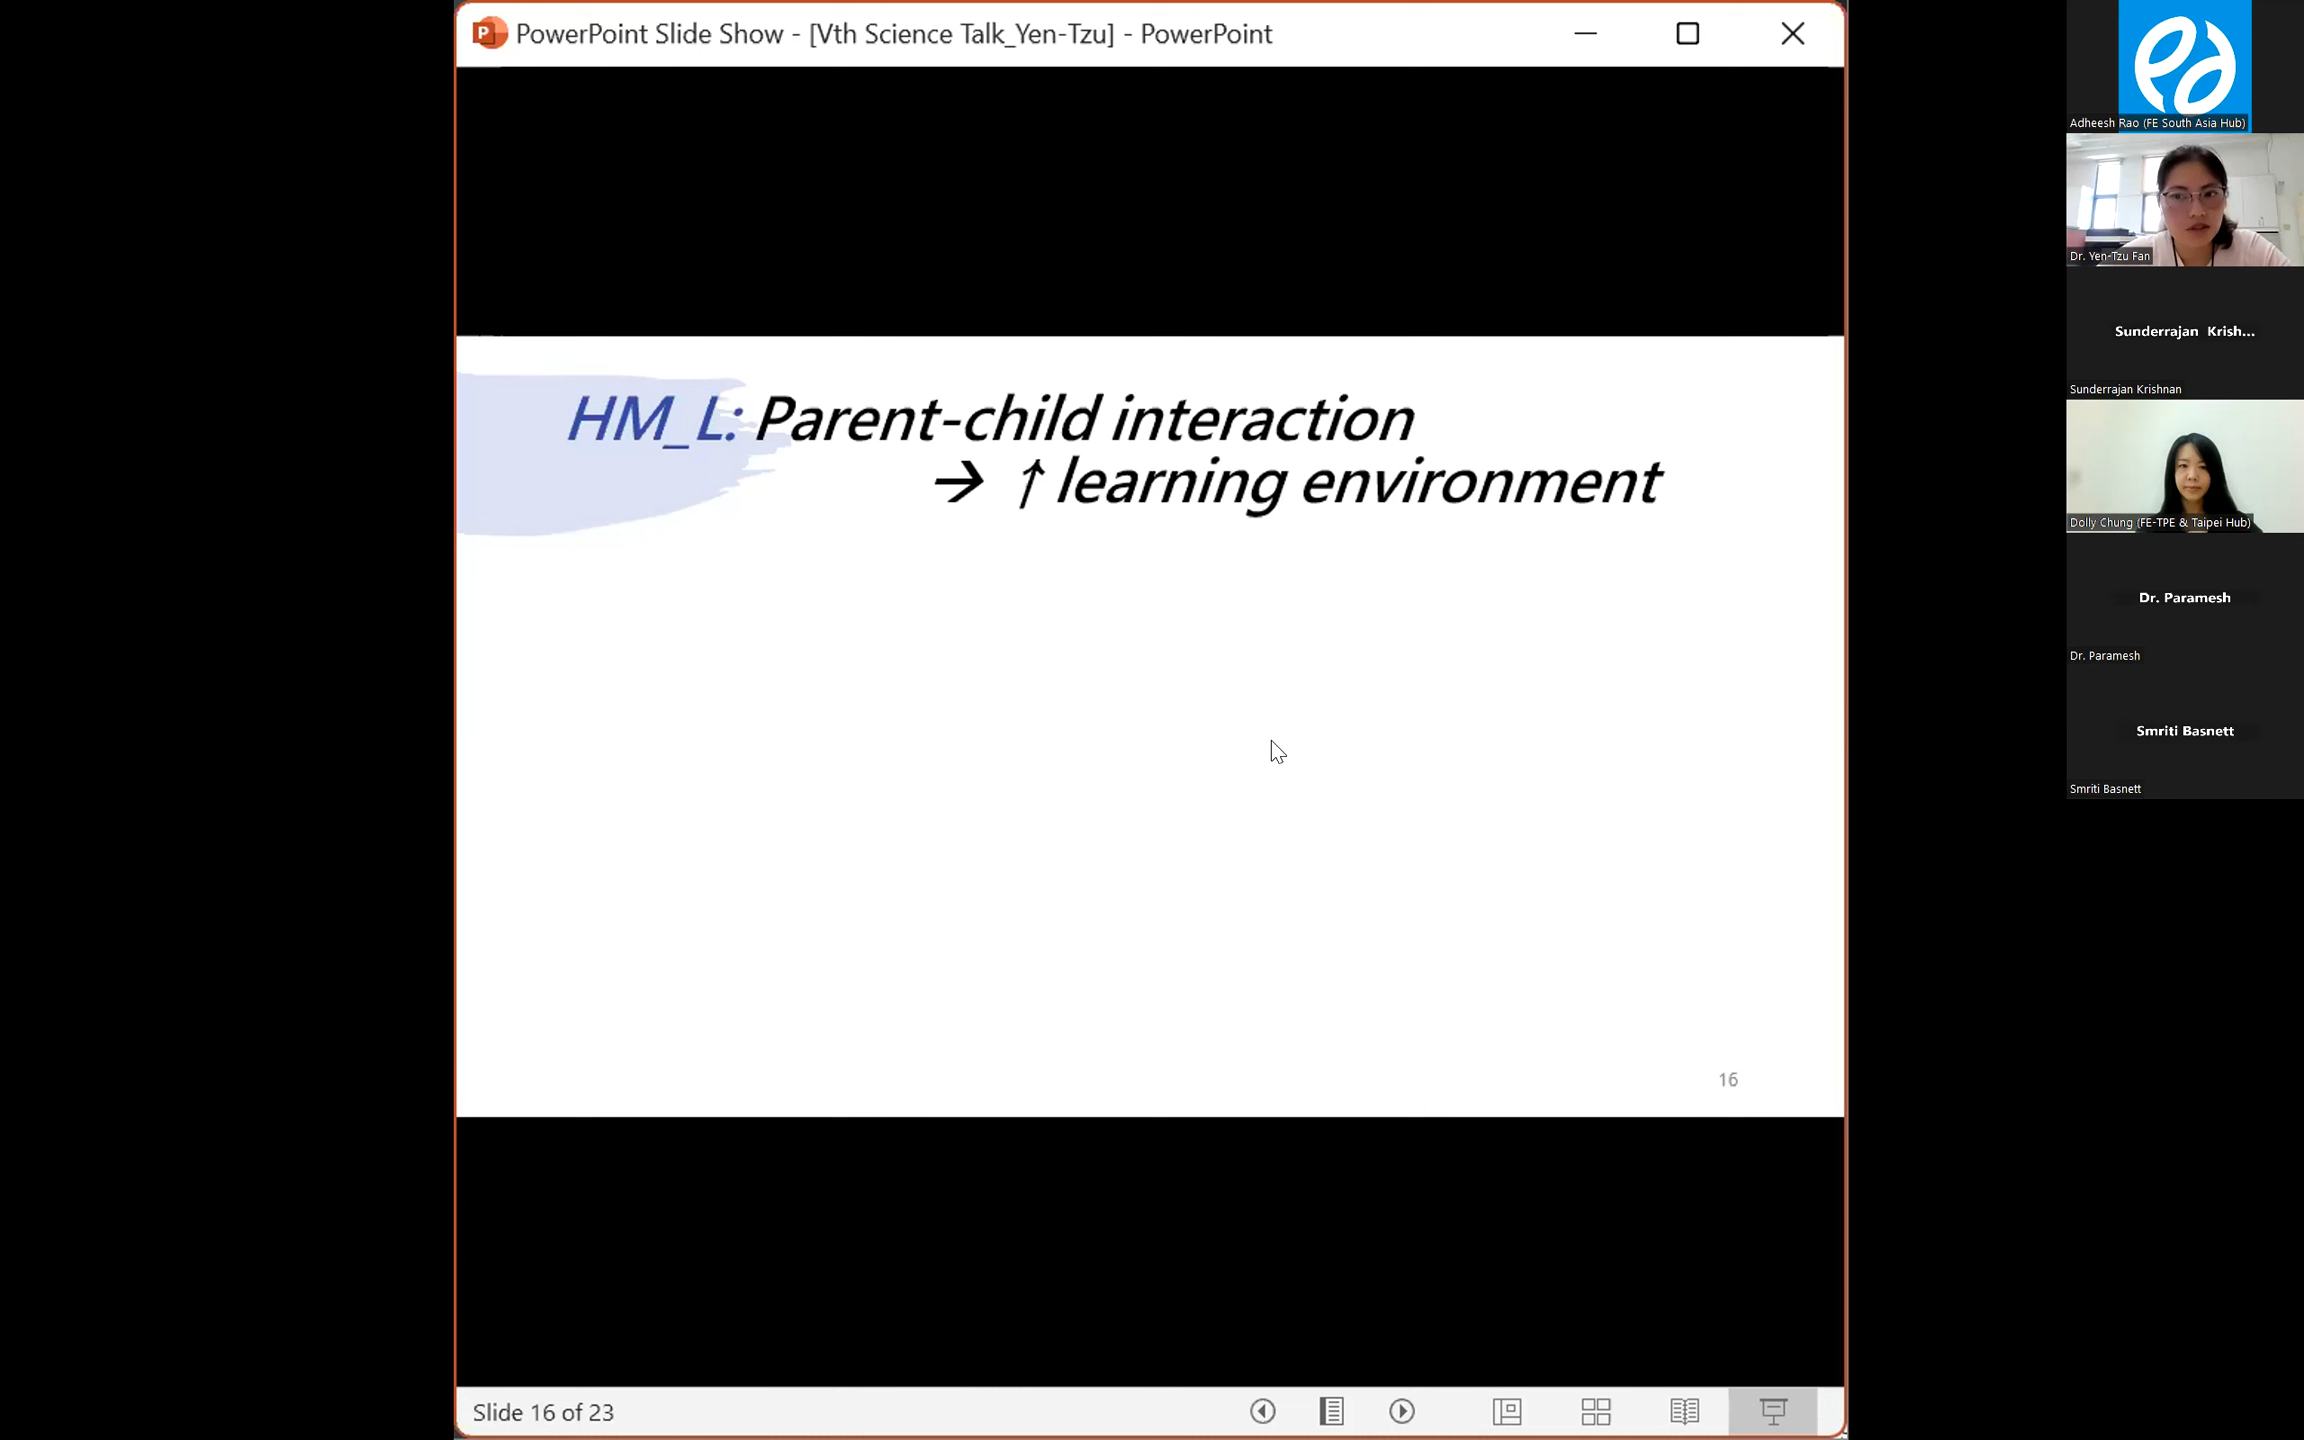 PowerPoint Slide Show - [Vth Science Talk_Yen-Tzu] - PowerPoint
HM_L: Parent-child interaction
→ ↑ learning environment
16
Slide 16 of 23
Adheesh Rao (FE South Asia Hub)
Dr. Yen-Tzu Fan
Sunderrajan Krish...
Sunderrajan Krishnan
Dolly Chung (FE-TPE & Taipei Hub)
Dr. Paramesh
Dr. Paramesh
Smriti Basnett
Smriti Basnett